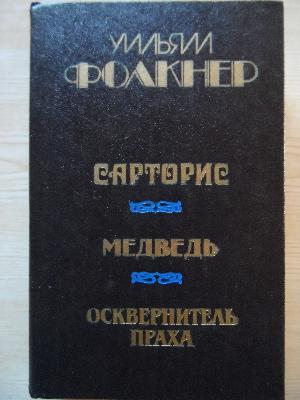 УИЛЬЯМ
ФОЛКНЕР
САРТОРИС
МЕДВЕДЬ
ОСКВЕРНИТЕЛЬ
ПРАХА